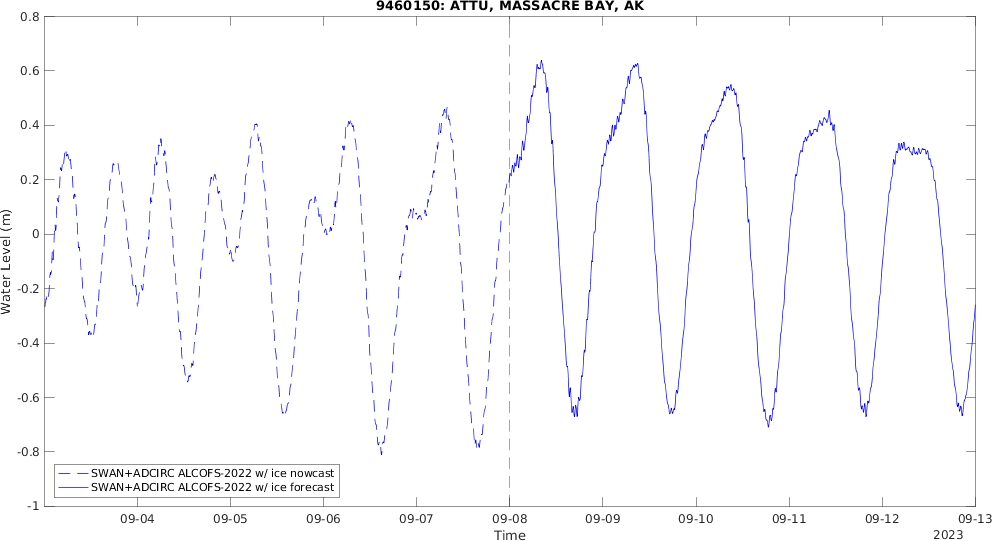 9460150: ATTU, MASSACRE BAY, AK
0.8
0.6
0.4
0.2
0
-0.2
-0.4
-0.6
-0.8
-1
Water Level (m)
SWAN+ADCIRC ALCOFS-2022 w/ ice nowcast
SWAN+ADCIRC ALCOFS-2022 w/ ice forecast
09-04 09-05 09-06 09-07 09-08 09-09 09-10 09-11 09-12 09-13
Time
2023